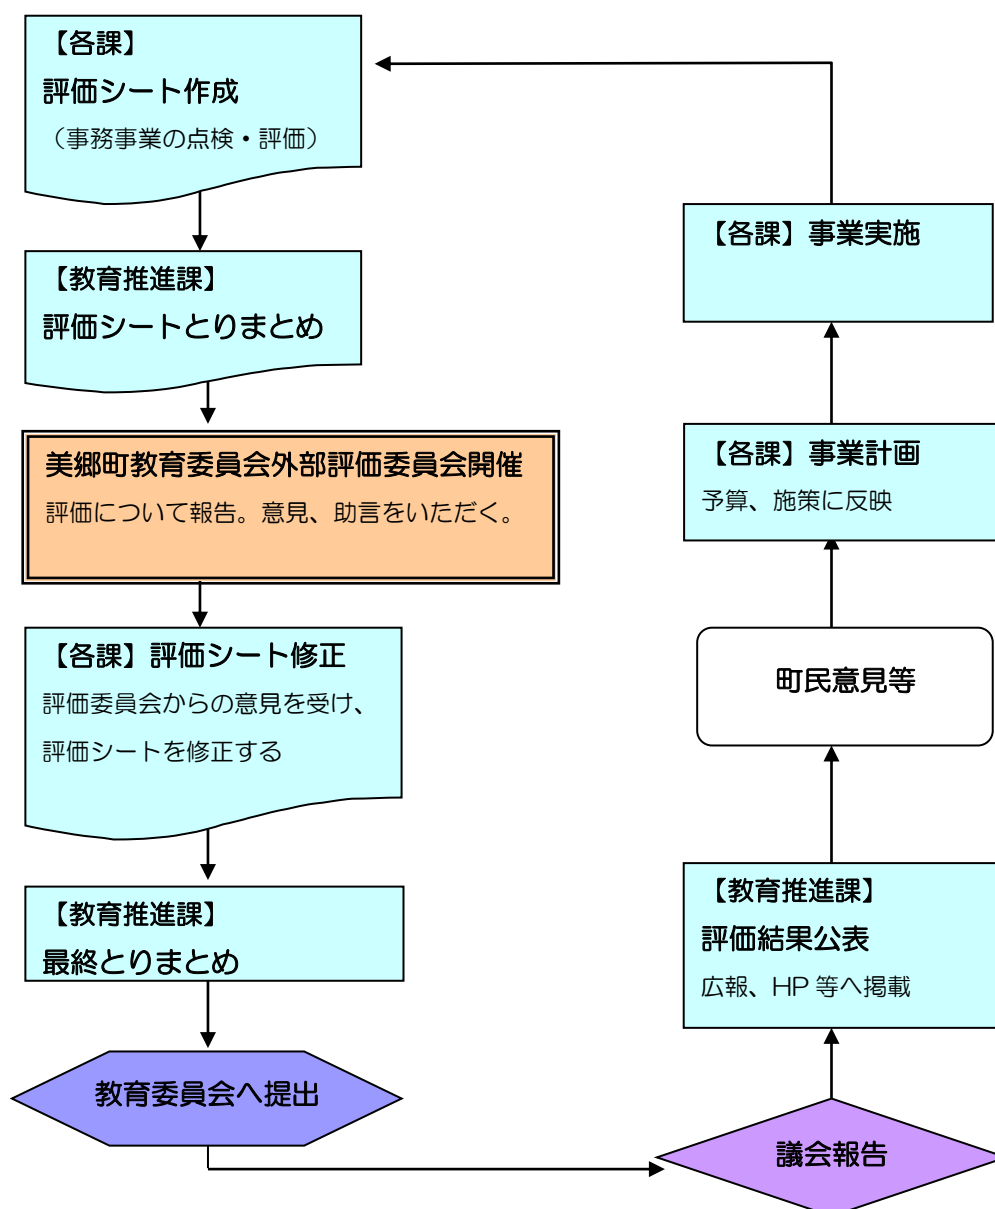 【各課】
評価シート作成
（事務事業の点検・評価）
【教育推進課】
評価シートとりまとめ
美郷町教育委員会外部評価委員会開催
評価について報告。意見、助言をいただく。
【各課】評価シート修正
評価委員会からの意見を受け、
評価シートを修正する
【教育推進課】
最終とりまとめ
教育委員会へ提出
議会報告
【教育推進課】
評価結果公表
広報、HP 等へ掲載
町民意見等
【各課】事業計画
予算、施策に反映
【各課】事業実施